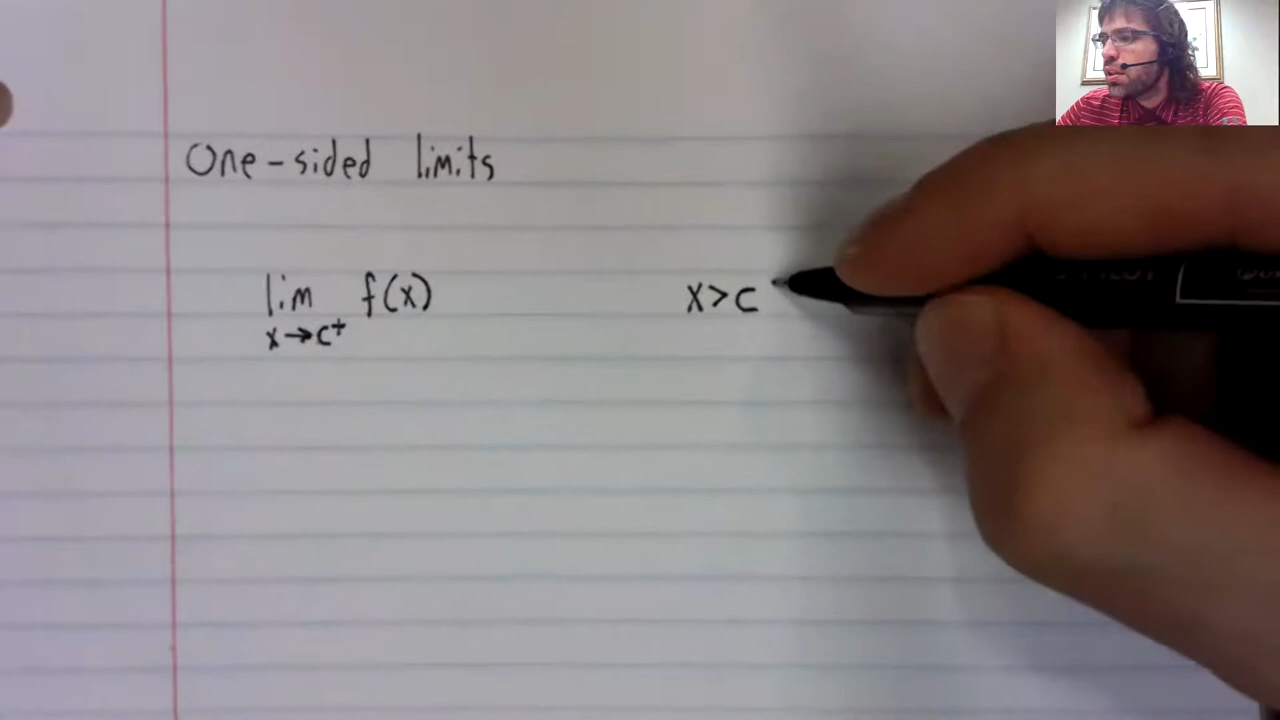 One-sided limits
lim f(x) x>c
x→c⁺